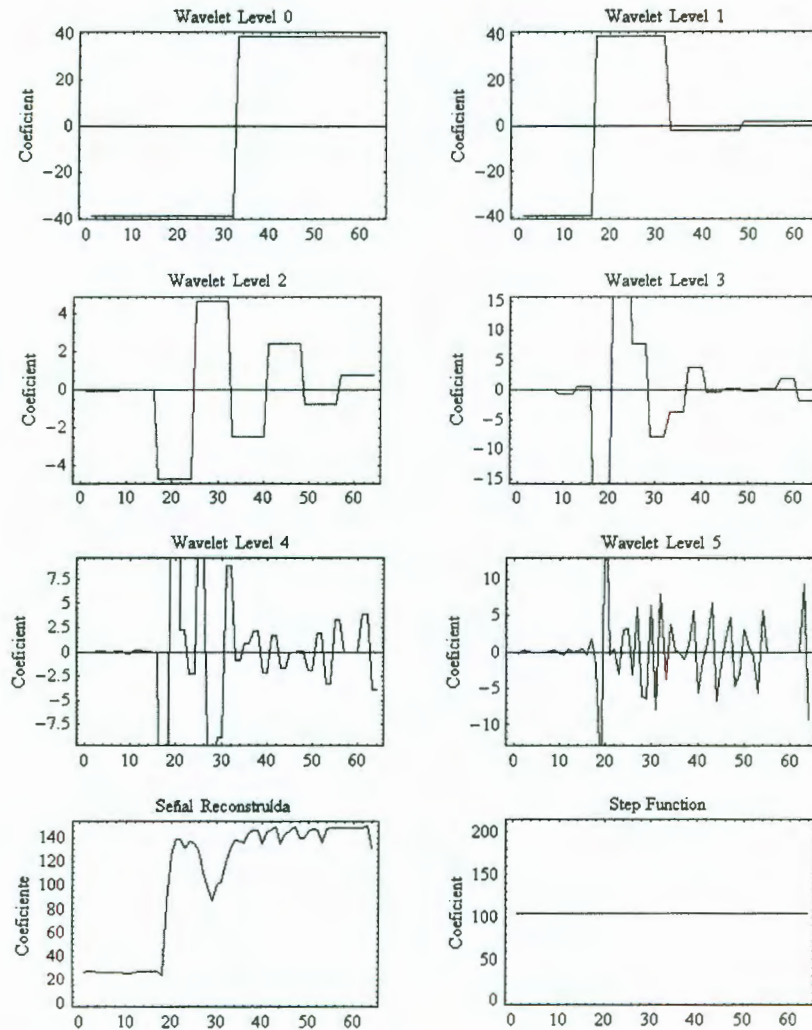 Wavelet Level 0
Coeficient
40
20
0
−20
−40
0 10 20 30 40 50 60
Wavelet Level 1
Coeficient
40
20
0
−20
−40
0 10 20 30 40 50 60
Wavelet Level 2
Coeficient
4
2
0
−2
−4
0 10 20 30 40 50 60
Wavelet Level 3
Coeficient
15
10
5
0
−5
−10
−15
0 10 20 30 40 50 60
Wavelet Level 4
Coeficient
7.5
5
2.5
0
−2.5
−5
−7.5
0 10 20 30 40 50 60
Wavelet Level 5
Coeficient
10
5
0
−5
−10
0 10 20 30 40 50 60
Señal Reconstruída
Coeficiente
140
120
100
80
60
40
20
0
0 10 20 30 40 50 60
Step Function
Coeficient
200
150
100
50
0
0 10 20 30 40 50 60